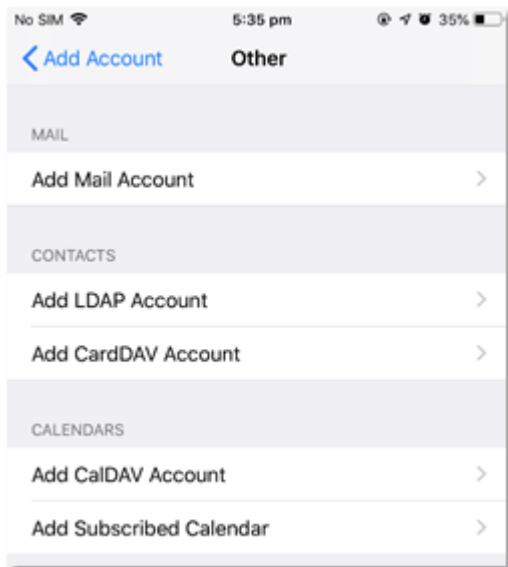 No SIM 5:35 pm 35%
Add Account Other
MAIL
Add Mail Account
CONTACTS
Add LDAP Account
Add CardDAV Account
CALENDARS
Add CalDAV Account
Add Subscribed Calendar